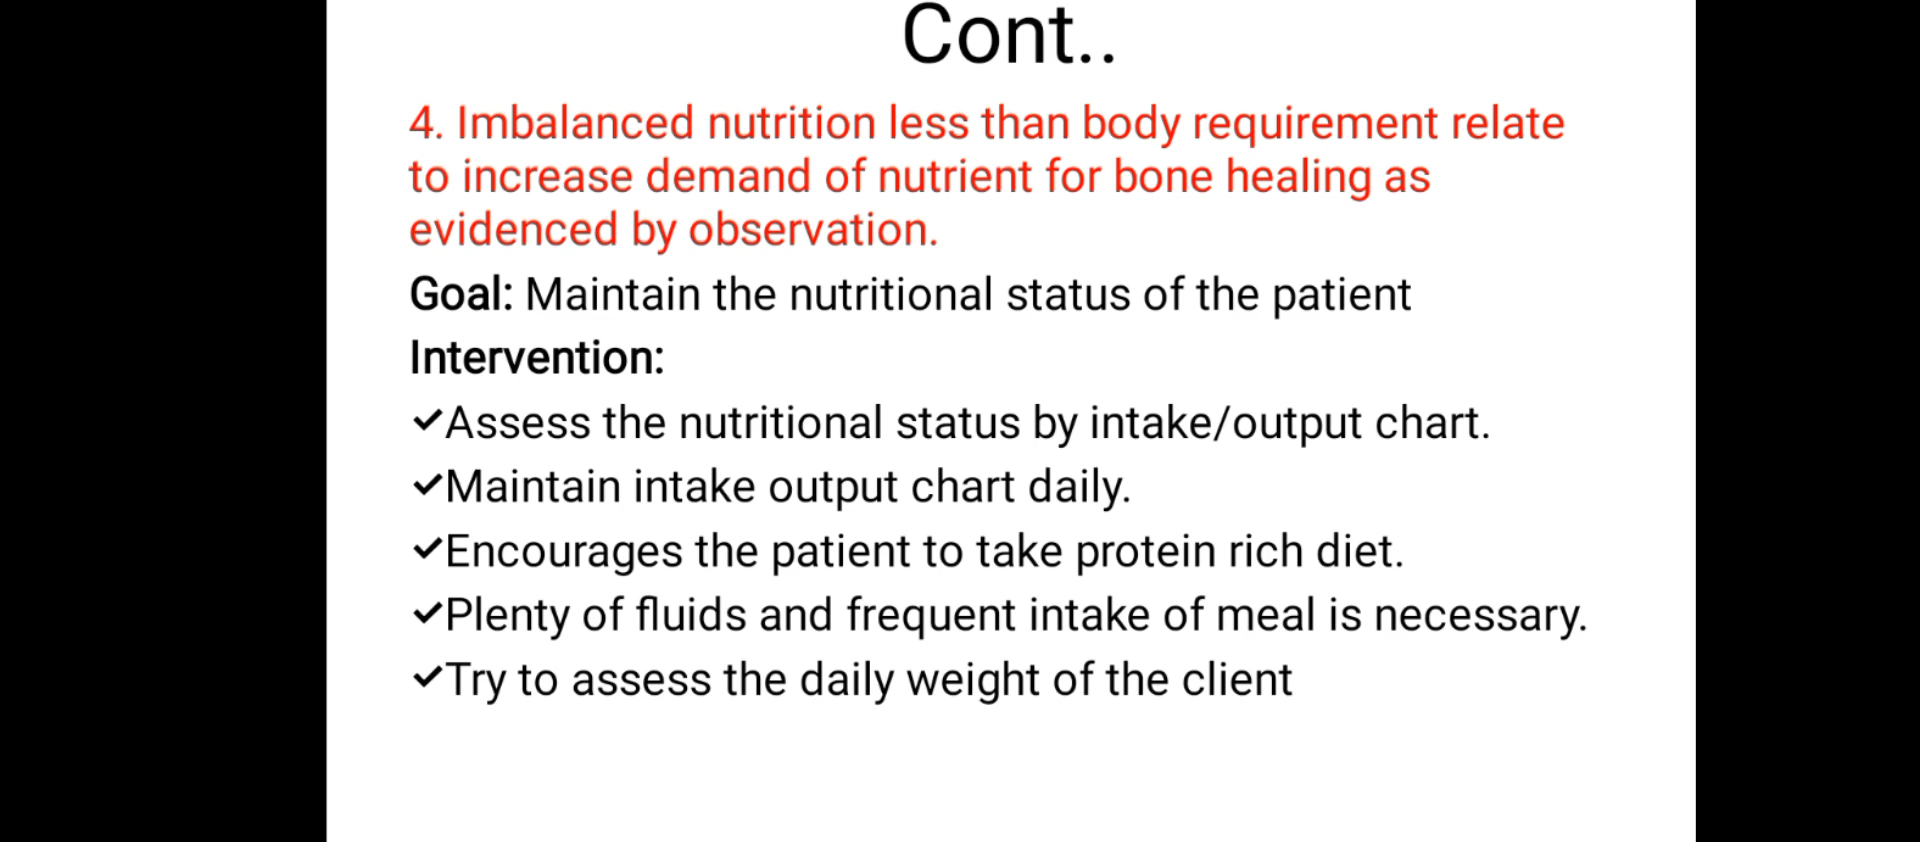 Cont..
4. Imbalanced nutrition less than body requirement relate
to increase demand of nutrient for bone healing as
evidenced by observation.
Goal: Maintain the nutritional status of the patient
Intervention:
✔Assess the nutritional status by intake/output chart.
✔Maintain intake output chart daily.
✔Encourages the patient to take protein rich diet.
✔Plenty of fluids and frequent intake of meal is necessary.
✔Try to assess the daily weight of the client